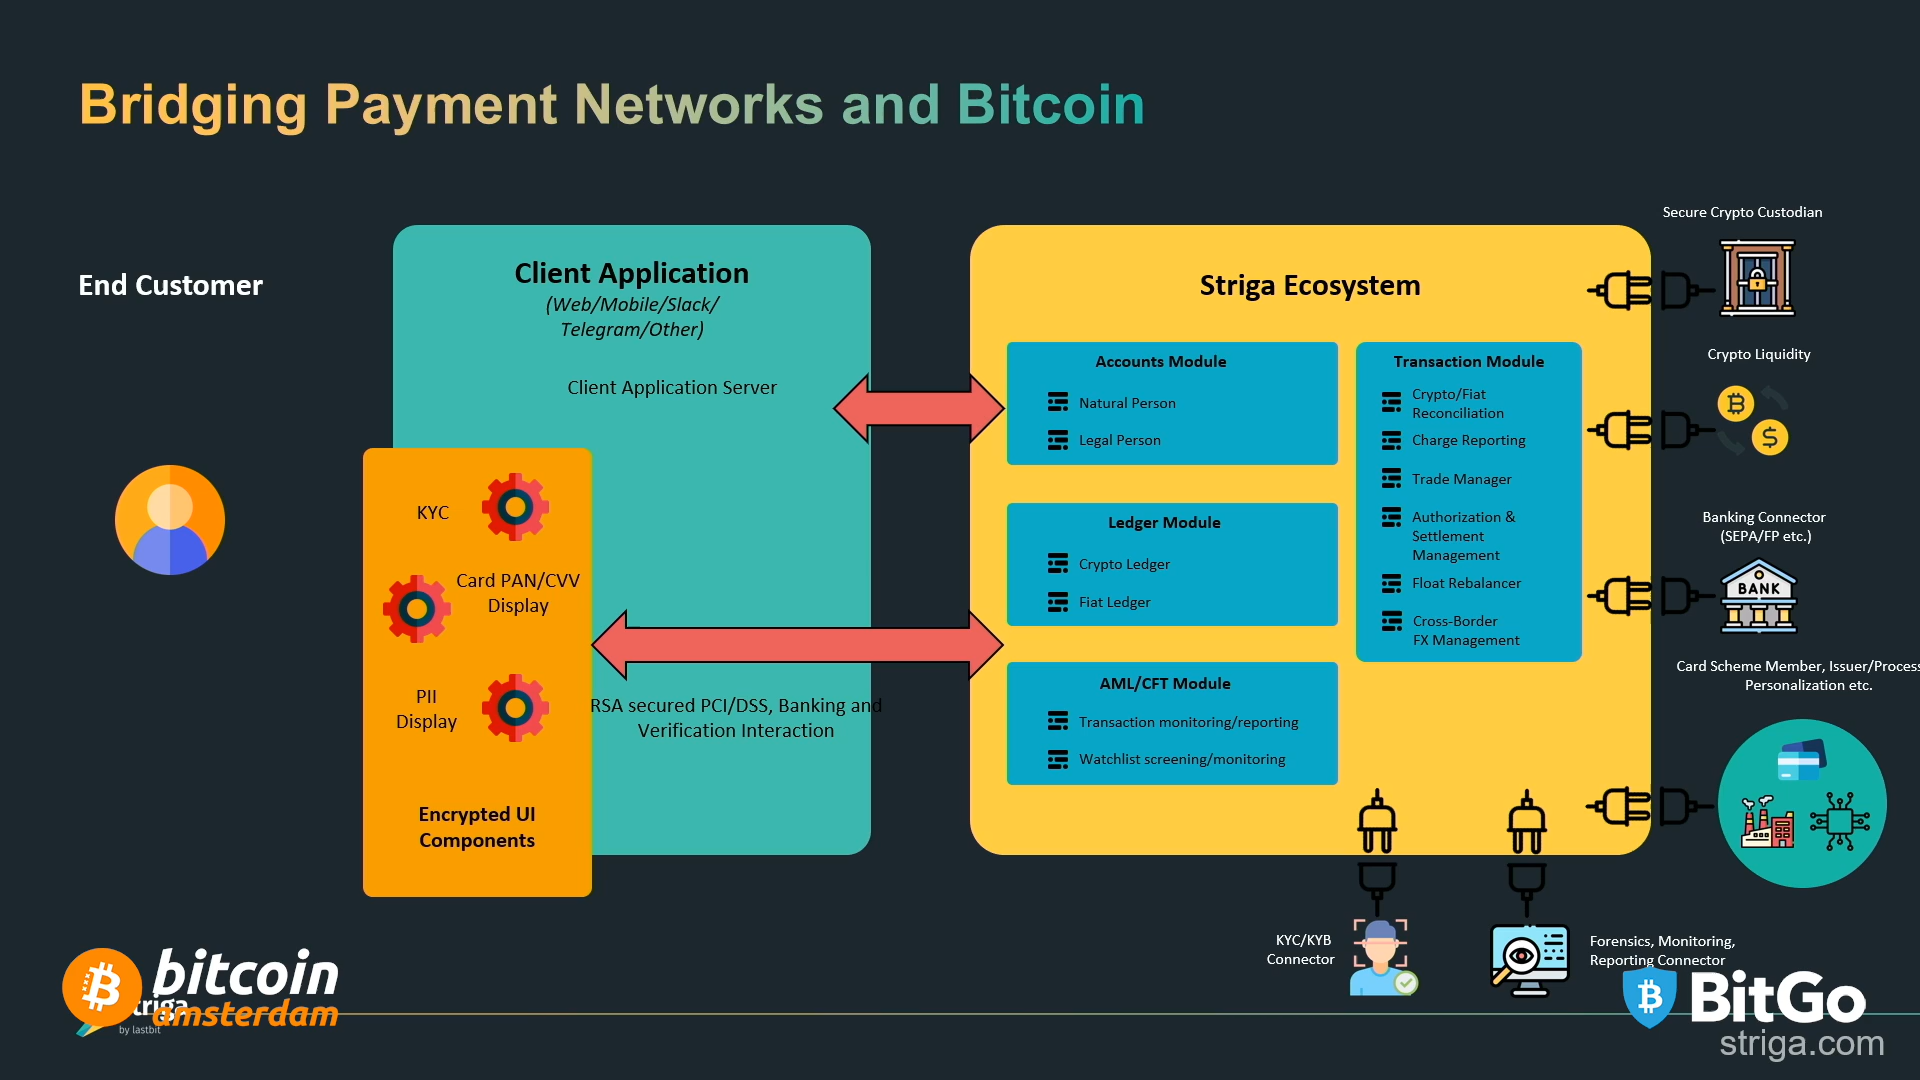 Bridging Payment Networks and Bitcoin
End Customer
Client Application
(Web/Mobile/Slack/
Telegram/Other)
Client Application Server
KYC
Card PAN/CVV
Display
PII
Display
Encrypted UI
Components
RSA secured PCI/DSS, Banking and
Verification Interaction
Striga Ecosystem
Accounts Module
Natural Person
Legal Person
Ledger Module
Crypto Ledger
Fiat Ledger
AML/CFT Module
Transaction monitoring/reporting
Watchlist screening/monitoring
Transaction Module
Crypto/Fiat
Reconciliation
Charge Reporting
Trade Manager
Authorization &
Settlement
Management
Float Rebalancer
Cross-Border
FX Management
Secure Crypto Custodian
Crypto Liquidity
Banking Connector
(SEPA/FP etc.)
BANK
Card Scheme Member, Issuer/Process
Personalization etc.
KYC/KYB
Connector
Forensics, Monitoring,
Reporting Connector
bitcoin
amsterdam
triga
by lastbit
BitGo
striga.com